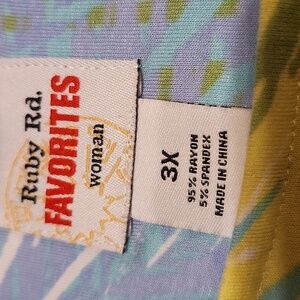 Ruby Rd.
FAVORITES
woman
3X
95% RAYON
5% SPANDEX
MADE IN CHINA